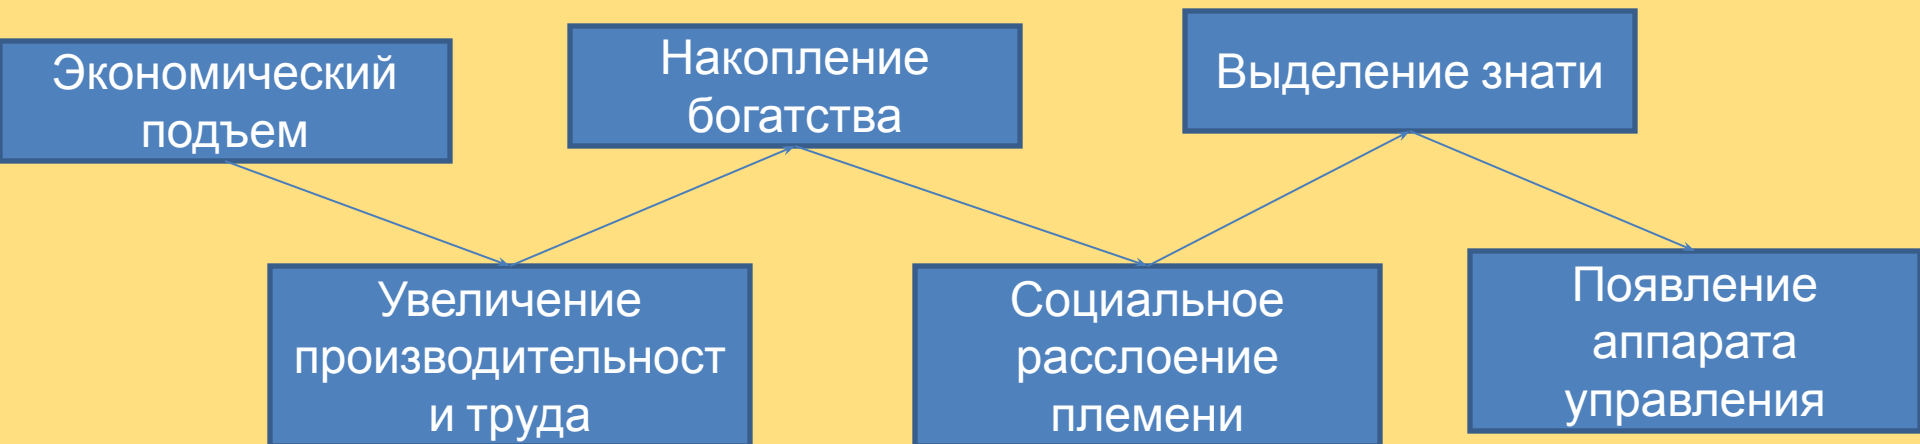 Экономический
подъем
Накопление
богатства
Выделение знати
Увеличение
производительност
и труда
Социальное
расслоение
племени
Появление
аппарата
управления